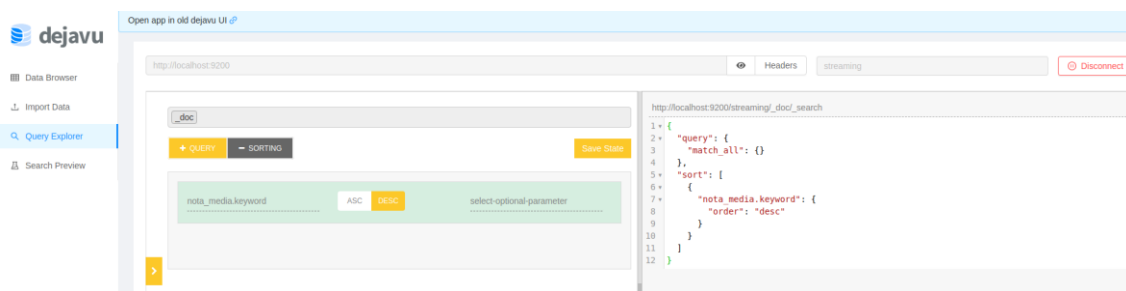 Open app in old dejavu UI
dejavu
Data Browser
Import Data
Query Explorer
Search Preview
http://localhost:9200
Headers
streaming
Disconnect
_doc
+ QUERY
− SORTING
Save State
nota_media.keyword
ASC
DESC
select-optional-parameter
http://localhost:9200/streaming/_doc/_search
1 {
2 "query": {
3 "match_all": {}
4 },
5 "sort": [
6 {
7 "nota_media.keyword": {
8 "order": "desc"
9 }
10 }
11 ]
12 }